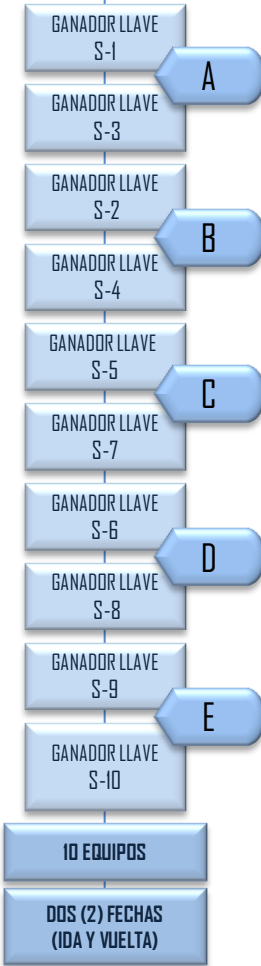 GANADOR LLAVE
S-1
A
GANADOR LLAVE
S-3
GANADOR LLAVE
S-2
B
GANADOR LLAVE
S-4
GANADOR LLAVE
S-5
C
GANADOR LLAVE
S-7
GANADOR LLAVE
S-6
D
GANADOR LLAVE
S-8
GANADOR LLAVE
S-9
E
GANADOR LLAVE
S-10
10 EQUIPOS
DOS (2) FECHAS
(IDA Y VUELTA)